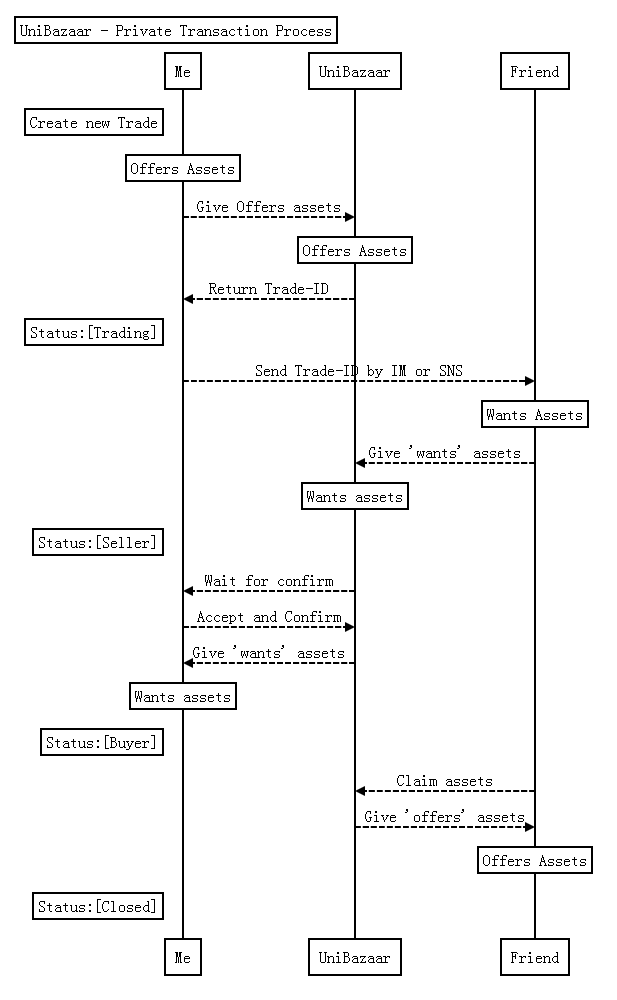 UniBazaar - Private Transaction Process
Me
UniBazaar
Friend
Create new Trade
Offers Assets
Give Offers assets
Offers Assets
Return Trade-ID
Status:[Trading]
Send Trade-ID by IM or SNS
Wants Assets
Give 'wants' assets
Wants assets
Status:[Seller]
Wait for confirm
Accept and Confirm
Give 'wants' assets
Wants assets
Status:[Buyer]
Claim assets
Give 'offers' assets
Offers Assets
Status:[Closed]
Me
UniBazaar
Friend